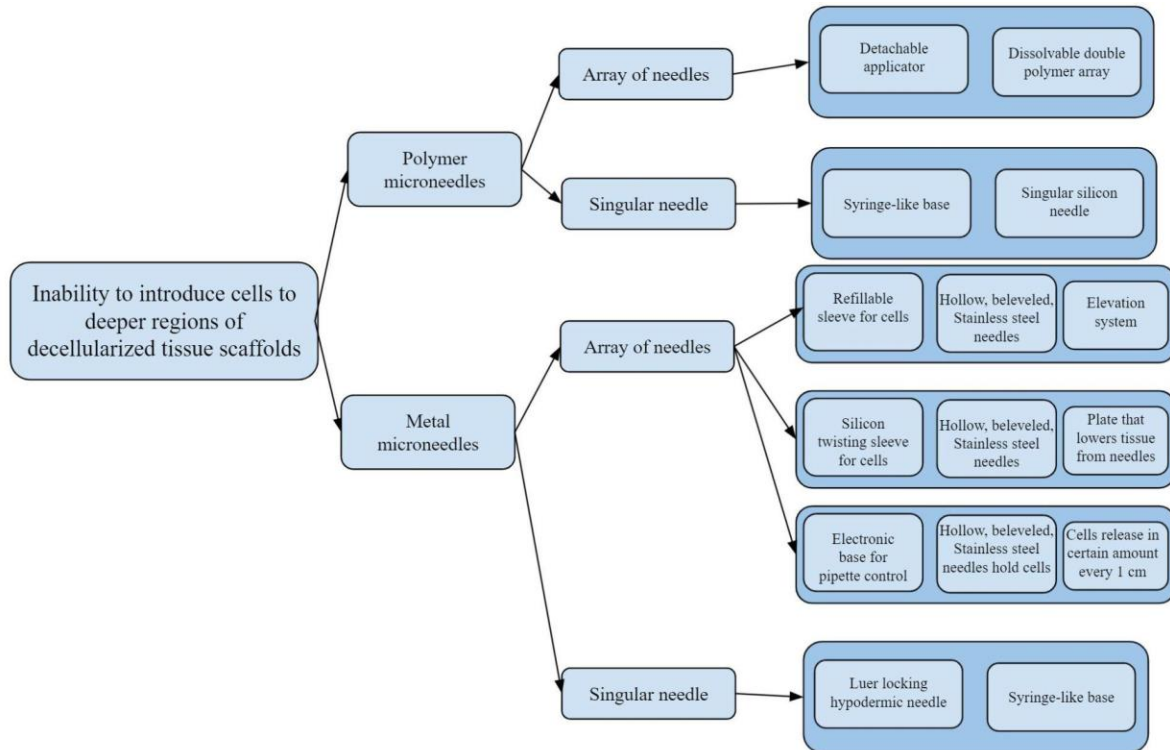 Inability to introduce cells to
deeper regions of
decellularized tissue scaffolds
Polymer
microneedles
Array of needles
Detachable
applicator
Dissolvable double
polymer array
Singular needle
Syringe-like base
Singular silicon
needle
Metal
microneedles
Array of needles
Refillable
sleeve for cells
Hollow, beleveled,
Stainless steel
needles
Elevation
system
Silicon
twisting sleeve
for cells
Hollow, beleveled,
Stainless steel
needles
Plate that
lowers tissue
from needles
Electronic
base for
pipette control
Hollow, beleveled,
Stainless steel
needles hold cells
Cells release in
certain amount
every 1 cm
Singular needle
Luer locking
hypodermic needle
Syringe-like base